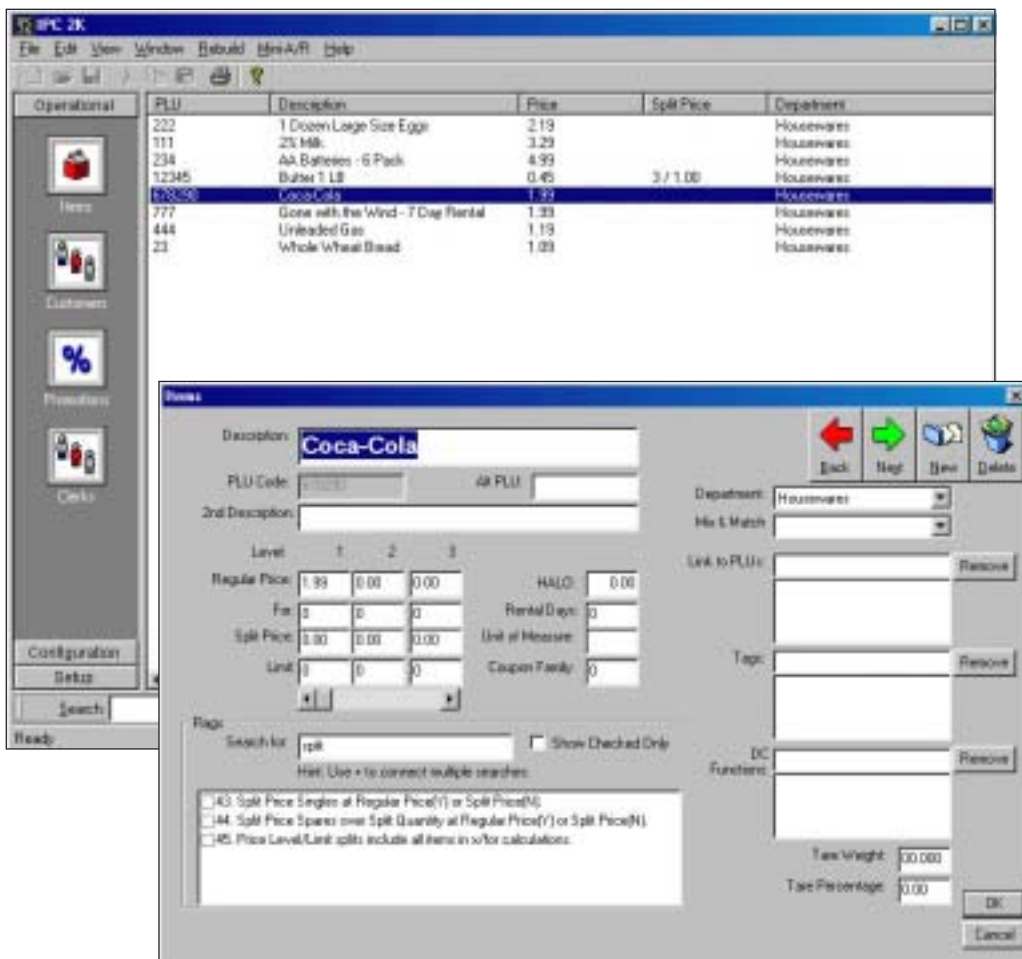 IPC 2K
File Edit View Window Rebuild Mini-A/R Help
Operational
Items
Customers
Promotions
Clerks
Configuration
Setup
Search
Ready
PLU Description Price Split Price Department
222 1 Dozen Large Size Eggs 2.19 Housewares
111 2% Milk 3.29 Housewares
234 AA Batteries - 6 Pack 4.99 Housewares
12345 Butter 1 LB 0.45 3 / 1.00 Housewares
678290 Coca-Cola 1.99 Housewares
777 Gone with the Wind - 7 Day Rental 1.99 Housewares
444 Unleaded Gas 1.19 Housewares
23 Whole Wheat Bread 1.09 Housewares
Items
Back Next New Delete
Description: Coca-Cola
PLU Code: Alt PLU:
2nd Description:
Level: 1 2 3
Regular Price: 1.99 0.00 0.00 HALO: 0.00
For: 0 0 0 Rental Days: 0
Split Price: 0.00 0.00 0.00 Unit of Measure:
Limit: 0 0 0 Coupon Family: 0
Department: Housewares
Mix & Match:
Link to PLUs: Remove
Tags: Remove
DC Functions: Remove
Flags
Search for: split Show Checked Only
Hint: Use + to connect multiple searches.
43. Split Price Singles at Regular Price(Y) or Split Price(N).
44. Split Price Spares over Split Quantity at Regular Price(Y) or Split Price(N).
45. Price Level/Limit splits include all items in x/for calculations.
Tare Weight: 00.000
Tare Percentage: 0.00
OK
Cancel